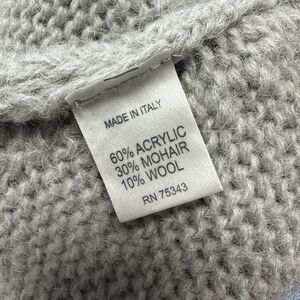 MADE IN ITALY
60% ACRYLIC
30% MOHAIR
10% WOOL
RN 75343